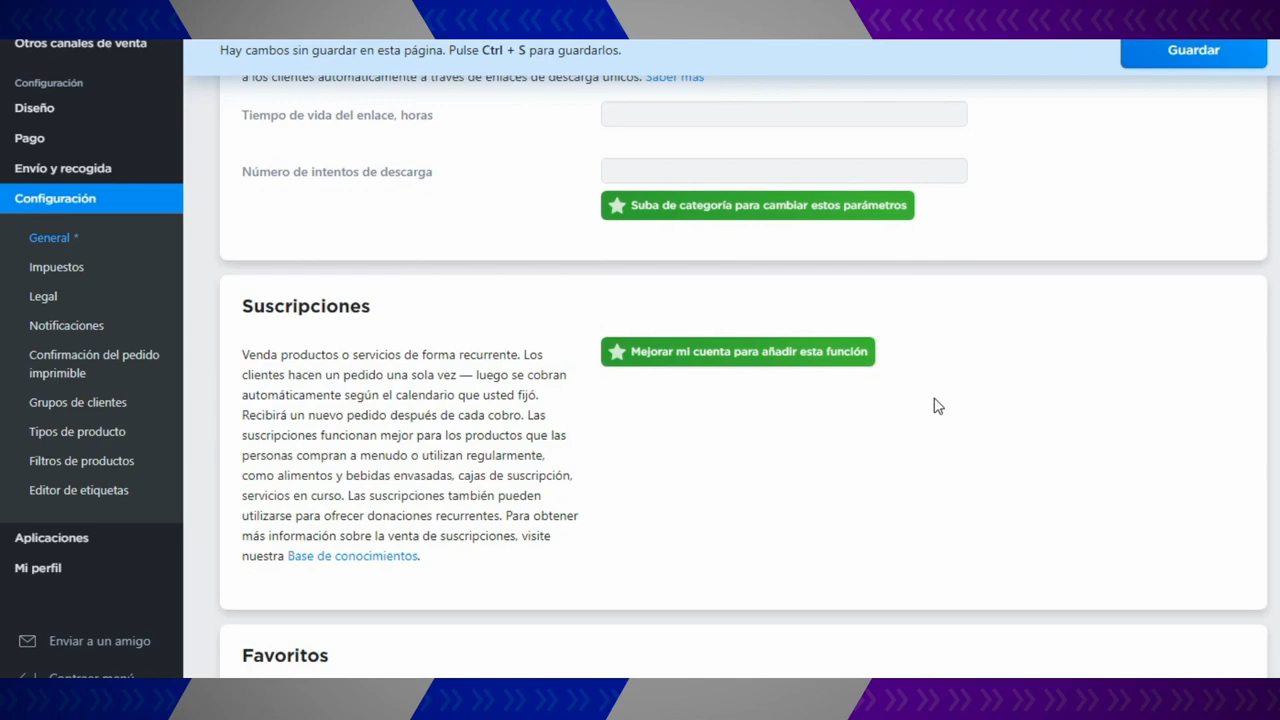 Otros canales de venta
Configuración
Diseño
Pago
Envío y recogida
Configuración
General *
Impuestos
Legal
Notificaciones
Confirmación del pedido
imprimible
Grupos de clientes
Tipos de producto
Filtros de productos
Editor de etiquetas
Aplicaciones
Mi perfil
Enviar a un amigo
Contraer menú
Hay cambos sin guardar en esta página. Pulse Ctrl + S para guardarlos.
Guardar
a los clientes automáticamente a través de enlaces de descarga únicos. Saber más
Tiempo de vida del enlace, horas
Número de intentos de descarga
Suba de categoría para cambiar estos parámetros
Suscripciones
Venda productos o servicios de forma recurrente. Los
clientes hacen un pedido una sola vez — luego se cobran
automáticamente según el calendario que usted fijó.
Recibirá un nuevo pedido después de cada cobro. Las
suscripciones funcionan mejor para los productos que las
personas compran a menudo o utilizan regularmente,
como alimentos y bebidas envasadas, cajas de suscripción,
servicios en curso. Las suscripciones también pueden
utilizarse para ofrecer donaciones recurrentes. Para obtener
más información sobre la venta de suscripciones, visite
nuestra Base de conocimientos.
Mejorar mi cuenta para añadir esta función
Favoritos